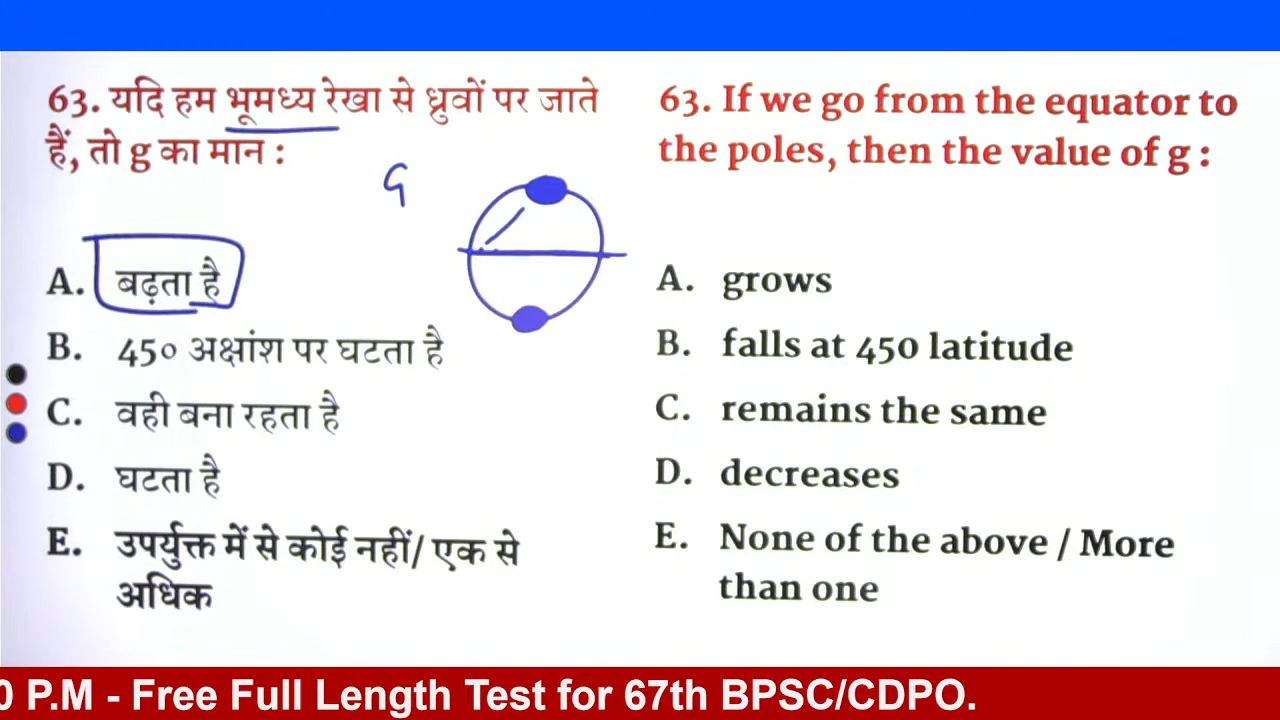 63. यदि हम भूमध्य रेखा से ध्रुवों पर जाते
हैं, तो g का मान :
G
A. बढ़ता है
B. 450 अक्षांश पर घटता है
C. वही बना रहता है
D. घटता है
E. उपर्युक्त में से कोई नहीं/ एक से
अधिक
63. If we go from the equator to
the poles, then the value of g :
A. grows
B. falls at 450 latitude
C. remains the same
D. decreases
E. None of the above / More
than one
0 P.M - Free Full Length Test for 67th BPSC/CDPO.